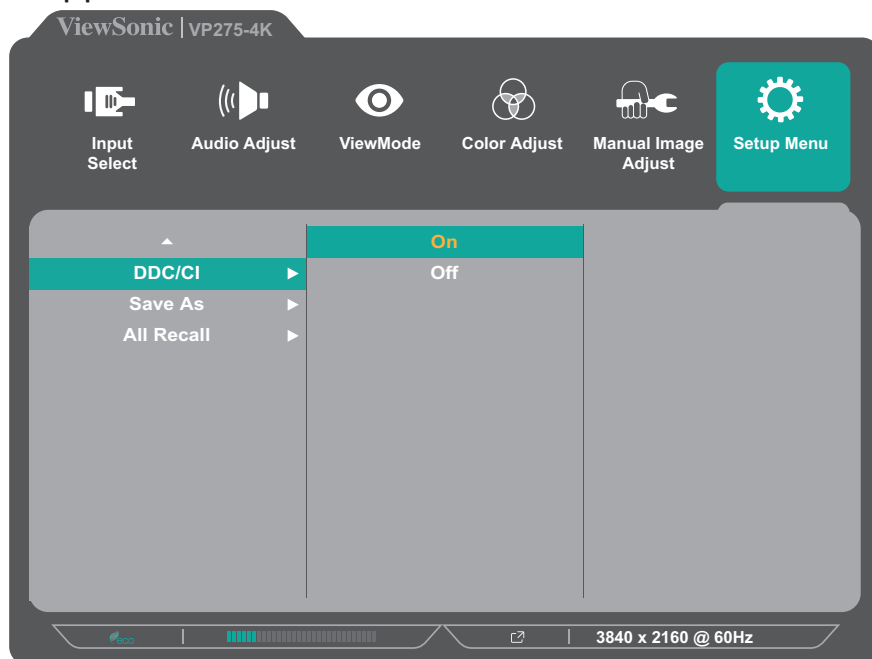 ViewSonic | VP275-4K
Input Select
Audio Adjust
ViewMode
Color Adjust
Manual Image Adjust
Setup Menu
On
DDC/CI
Off
Save As
All Recall
eco
3840 x 2160 @ 60Hz